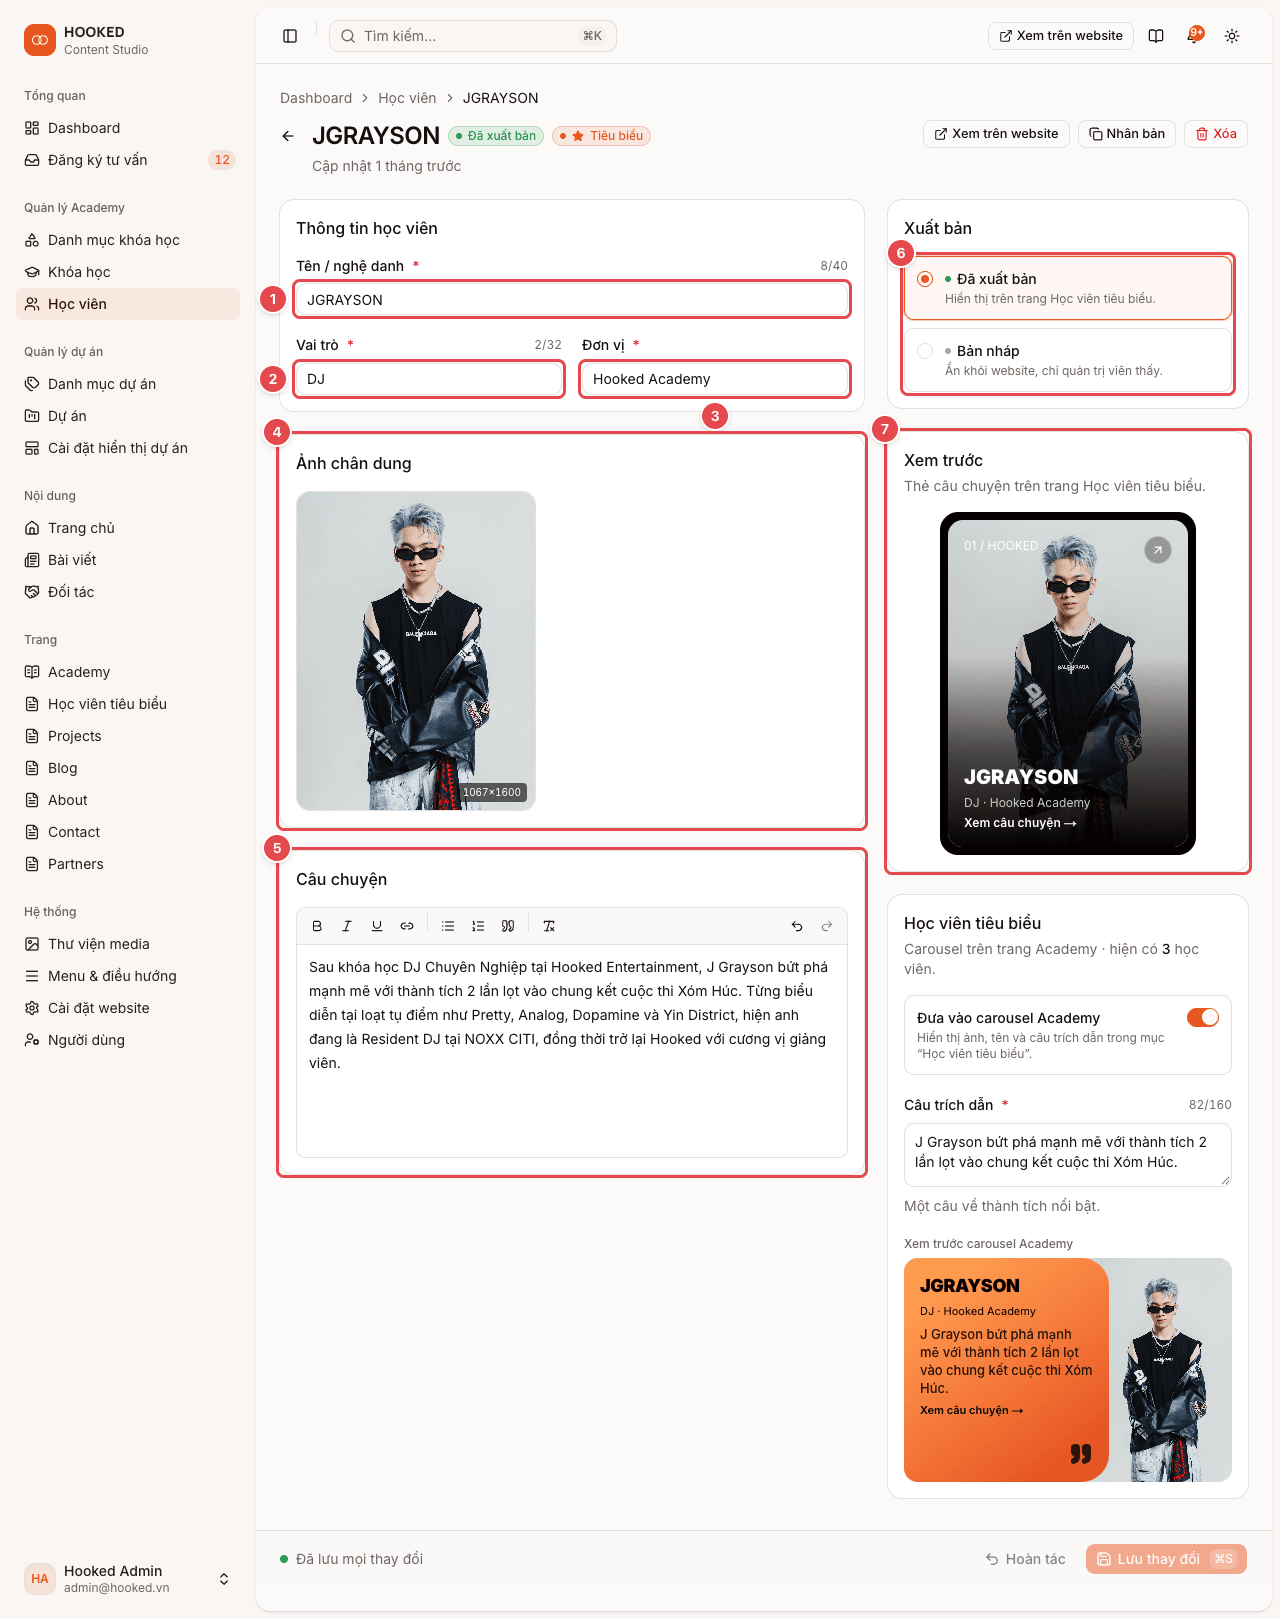 HOOKED
Content Studio
Tổng quan
Dashboard
Đăng ký tư vấn 12
Quản lý Academy
Danh mục khóa học
Khóa học
Học viên
Quản lý dự án
Danh mục dự án
Dự án
Cài đặt hiển thị dự án
Nội dung
Trang chủ
Bài viết
Đối tác
Trang
Academy
Học viên tiêu biểu
Projects
Blog
About
Contact
Partners
Hệ thống
Thư viện media
Menu & điều hướng
Cài đặt website
Người dùng
HA
Hooked Admin
admin@hooked.vn
Tìm kiếm... ⌘K
Xem trên website
9+
Dashboard > Học viên > JGRAYSON
JGRAYSON Đã xuất bản Tiêu biểu
Xem trên website Nhân bản Xóa
Cập nhật 1 tháng trước
Thông tin học viên
Tên / nghệ danh * 8/40
1
JGRAYSON
Vai trò * 2/32
Đơn vị *
2
DJ
Hooked Academy
3
4
Ảnh chân dung
BALENCIAGA
1067×1600
5
Câu chuyện
Sau khóa học DJ Chuyên Nghiệp tại Hooked Entertainment, J Grayson bứt phá
mạnh mẽ với thành tích 2 lần lọt vào chung kết cuộc thi Xóm Húc. Từng biểu
diễn tại loạt tụ điểm như Pretty, Analog, Dopamine và Yin District, hiện anh
đang là Resident DJ tại NOXX CITI, đồng thời trở lại Hooked với cương vị giảng
viên.
Xuất bản
6
Đã xuất bản
Hiển thị trên trang Học viên tiêu biểu.
Bản nháp
Ẩn khỏi website, chỉ quản trị viên thấy.
7
Xem trước
Thẻ câu chuyện trên trang Học viên tiêu biểu.
01 / HOOKED
BALENCIAGA
JGRAYSON
DJ · Hooked Academy
Xem câu chuyện →
Học viên tiêu biểu
Carousel trên trang Academy · hiện có 3 học
viên.
Đưa vào carousel Academy
Hiển thị ảnh, tên và câu trích dẫn trong mục
“Học viên tiêu biểu”.
Câu trích dẫn * 82/160
J Grayson bứt phá mạnh mẽ với thành tích 2
lần lọt vào chung kết cuộc thi Xóm Húc.
Một câu về thành tích nổi bật.
Xem trước carousel Academy
JGRAYSON
DJ · Hooked Academy
J Grayson bứt phá mạnh
mẽ với thành tích 2 lần lọt
vào chung kết cuộc thi Xóm
Húc.
Xem câu chuyện →
Đã lưu mọi thay đổi
Hoàn tác
Lưu thay đổi ⌘S